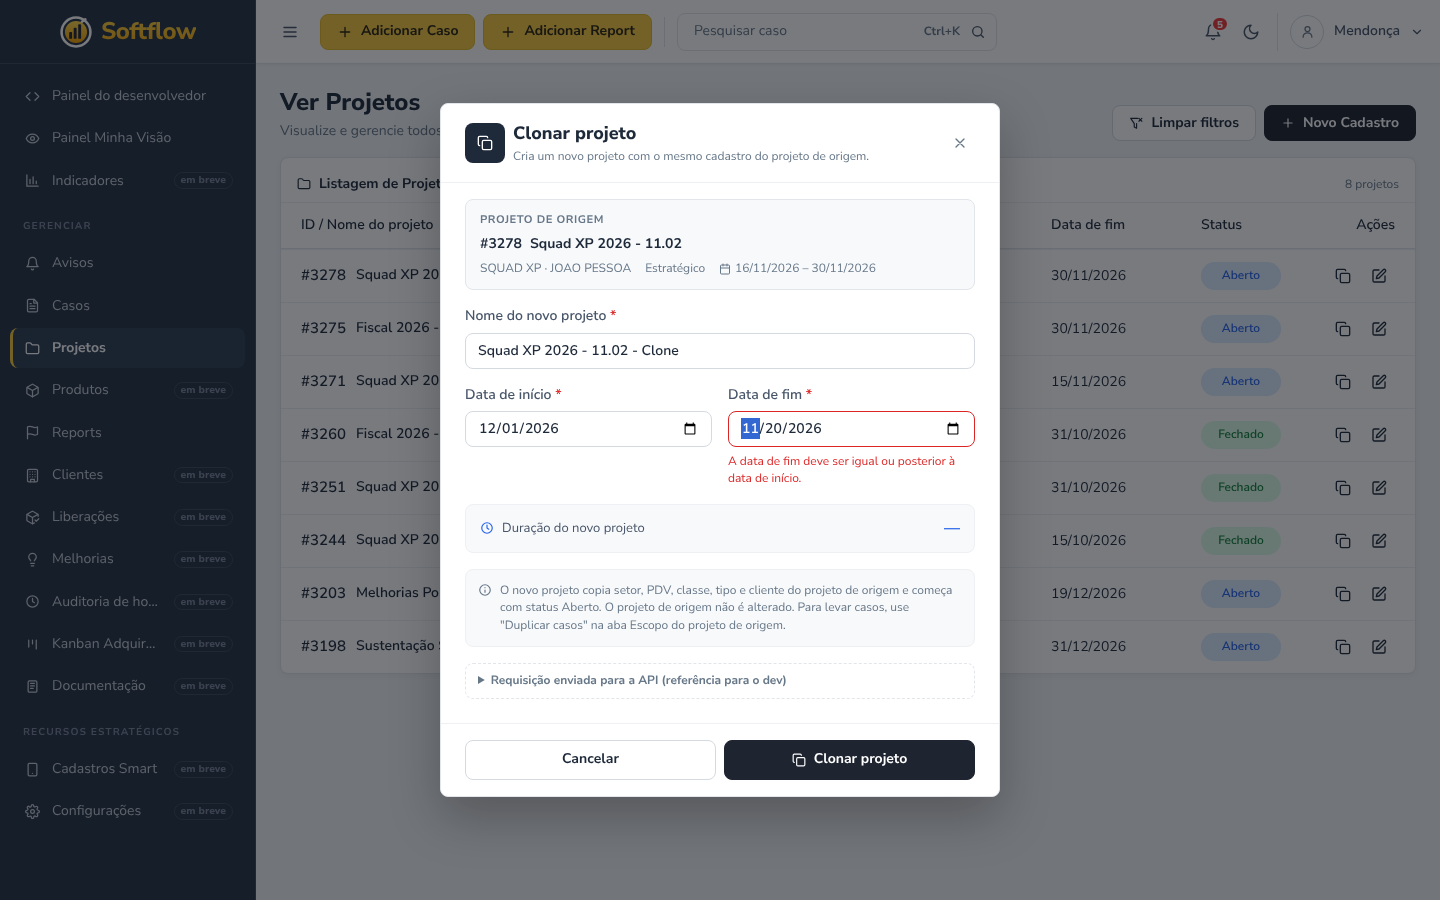 Softflow
Adicionar Caso
Adicionar Report
Pesquisar caso
Ctrl+K
5
Mendonça
Painel do desenvolvedor
Painel Minha Visão
Indicadores
em breve
GERENCIAR
Avisos
Casos
Projetos
Produtos
em breve
Reports
Clientes
em breve
Liberações
em breve
Melhorias
em breve
Auditoria de ho...
em breve
Kanban Adquir...
em breve
Documentação
em breve
RECURSOS ESTRATÉGICOS
Cadastros Smart
em breve
Configurações
em breve
Ver Projetos
Visualize e gerencie todos
Limpar filtros
Novo Cadastro
Listagem de Projet
8 projetos
ID / Nome do projeto
Data de fim
Status
Ações
#3278 Squad XP 20
30/11/2026
Aberto
#3275 Fiscal 2026 -
30/11/2026
Aberto
#3271 Squad XP 20
15/11/2026
Aberto
#3260 Fiscal 2026 -
31/10/2026
Fechado
#3251 Squad XP 20
31/10/2026
Fechado
#3244 Squad XP 20
15/10/2026
Fechado
#3203 Melhorias Po
19/12/2026
Aberto
#3198 Sustentação
31/12/2026
Aberto
Clonar projeto
Cria um novo projeto com o mesmo cadastro do projeto de origem.
PROJETO DE ORIGEM
#3278 Squad XP 2026 - 11.02
SQUAD XP · JOAO PESSOA
Estratégico
16/11/2026 – 30/11/2026
Nome do novo projeto *
Squad XP 2026 - 11.02 - Clone
Data de início *
12/01/2026
Data de fim *
11/20/2026
A data de fim deve ser igual ou posterior à
data de início.
Duração do novo projeto
—
O novo projeto copia setor, PDV, classe, tipo e cliente do projeto de origem e começa
com status Aberto. O projeto de origem não é alterado. Para levar casos, use
"Duplicar casos" na aba Escopo do projeto de origem.
Requisição enviada para a API (referência para o dev)
Cancelar
Clonar projeto